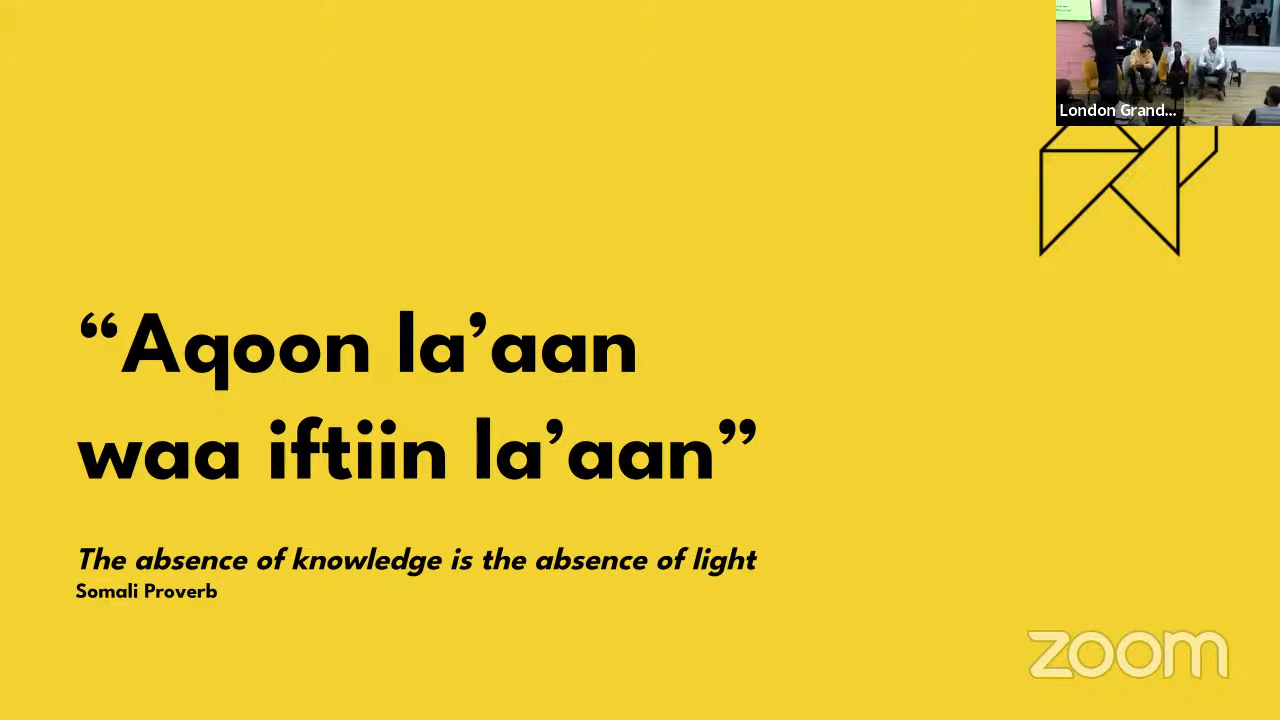 London Grand...
“Aqoon la’aan
waa iftiin la’aan”
The absence of knowledge is the absence of light
Somali Proverb
zoom